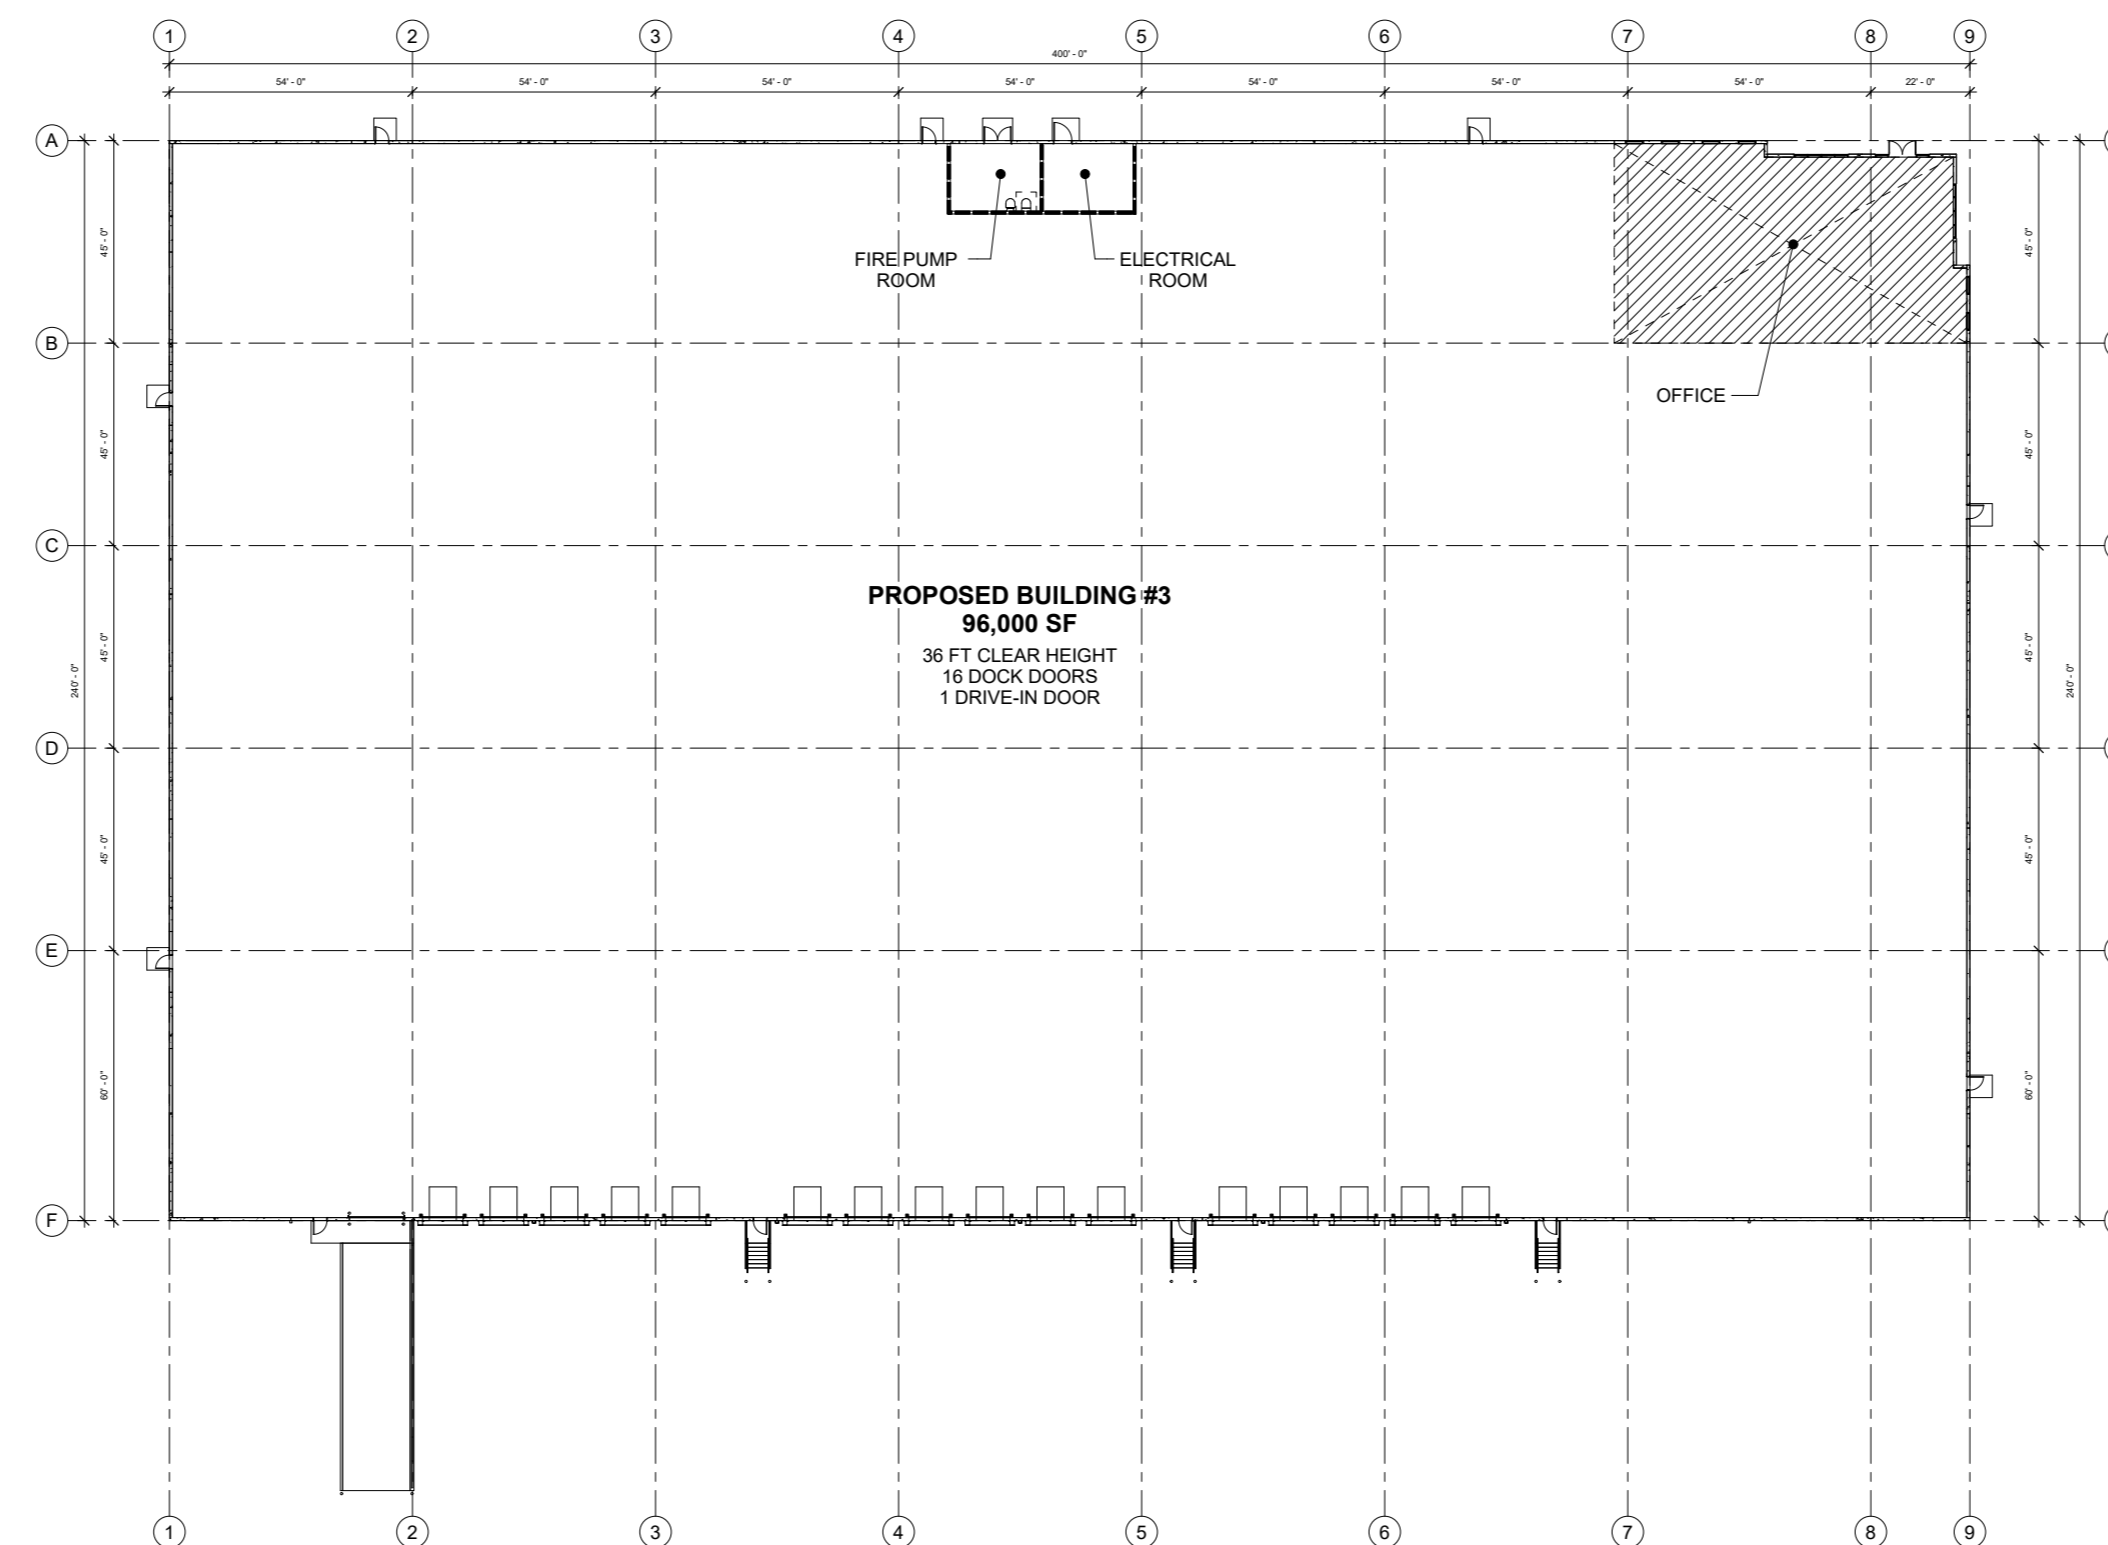 1 2 3 4 5 6 7 8 9
400' - 0"
54' - 0" 54' - 0" 54' - 0" 54' - 0" 54' - 0" 54' - 0" 54' - 0" 22' - 0"
A
45' - 0" 45' - 0"
FIRE PUMP
ROOM
ELECTRICAL
ROOM
B
OFFICE
45' - 0" 45' - 0"
C
PROPOSED BUILDING #3
96,000 SF
36 FT CLEAR HEIGHT
16 DOCK DOORS
1 DRIVE-IN DOOR
45' - 0" 45' - 0"
240' - 0" 240' - 0"
D
45' - 0" 45' - 0"
E
60' - 0" 60' - 0"
F
1 2 3 4 5 6 7 8 9